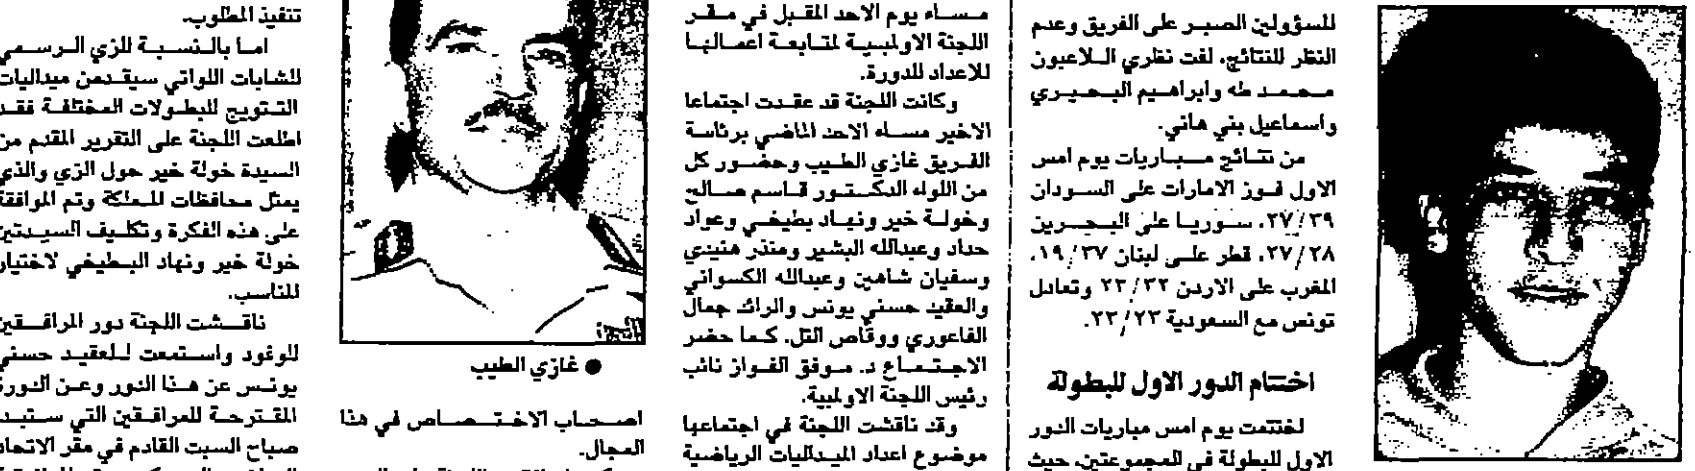 للمسؤولين الصبر على الفريق وعدم
النظر للنتائج، لفت نظري اللاعبون
محمد طه وابراهيم البحيري
واسماعيل بني هاني.
من نتائج مباريات يوم امس
الاول فوز الامارات على السودان
٢٧/٣٩، سوريا على البحرين
٢٧/٢٨، قطر على لبنان ١٩/٣٧،
المغرب على الاردن ٢٣/٣٢ وتعادل
تونس مع السعودية ٢٣/٢٣.
اختتام الدور الاول للبطولة
اختتمت يوم امس مباريات الدور
الاول للبطولة في المجموعتين، حيث
مساء يوم الاحد المقبل في مقر
اللجنة الاولمبية لمتابعة اعمالها
للاعداد للدورة.
وكانت اللجنة قد عقدت اجتماعا
الاخير مساء الاحد الماضي برئاسة
الفريق غازي الطيب وحضور كل
من اللواء الدكتور قاسم صالح
وخولة خير ونهاد بطيخي وعواد
حداد وعبدالله البشير ومنذر هنيدي
وسفيان شاهين وعبدالله الكسواني
والعقيد حسني يونس والرائد جمال
الفاعوري ووقاص التل. كما حضر
الاجتماع د. موفق الفواز نائب
رئيس اللجنة الاولمبية.
وقد ناقشت اللجنة في اجتماعها
موضوع اعداد الميداليات الرياضية
● غازي الطيب
اصحاب الاختصاص في هذا
المجال.
تنفيذ المطلوب.
اما بالنسبة للزي الرسمي
للشابات اللواتي سيقدمن ميداليات
التتويج للبطولات المختلفة فقد
اطلعت اللجنة على التقرير المقدم من
السيدة خولة خير حول الزي والذي
يمثل محافظات المملكة وتم الموافقة
على هذه الفكرة وتكليف السيدتين
خولة خير ونهاد البطيخي لاختيار
المناسب.
ناقشت اللجنة دور المرافقين
للوفود واستمعت للعقيد حسني
يونس عن هذا الدور وعن الدورة
المقترحة للمرافقين التي ستبدأ
صباح السبت القادم في مقر الاتحاد